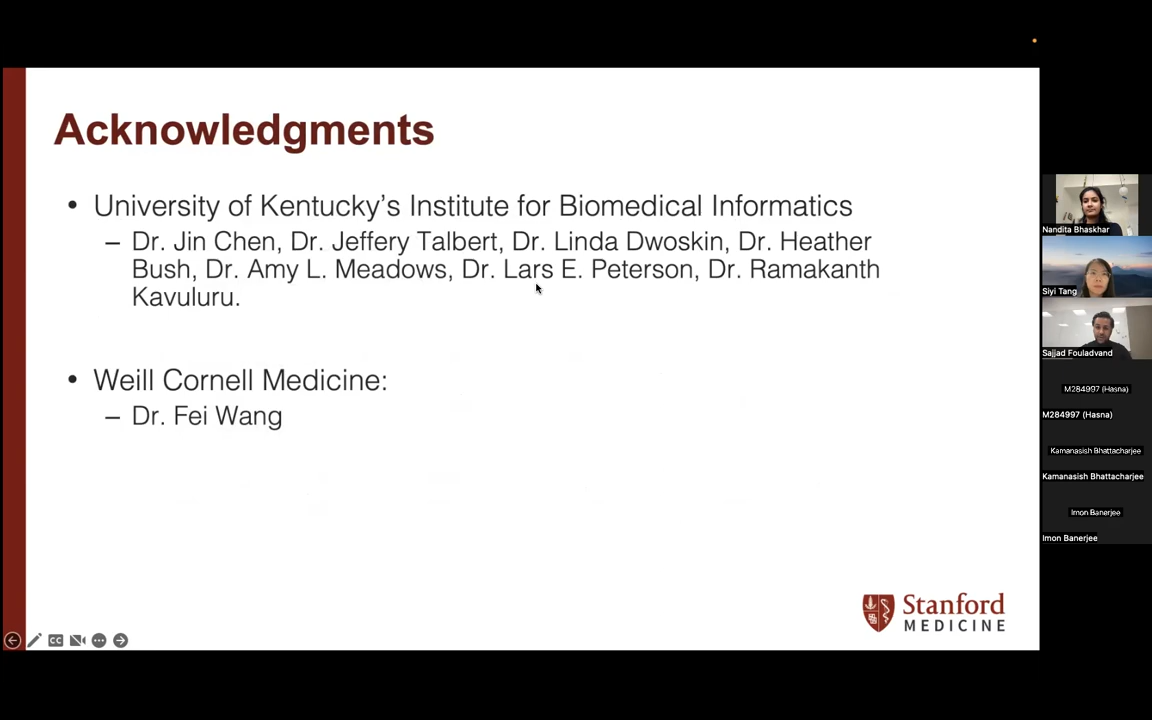 Acknowledgments
• University of Kentucky's Institute for Biomedical Informatics
– Dr. Jin Chen, Dr. Jeffery Talbert, Dr. Linda Dwoskin, Dr. Heather
Bush, Dr. Amy L. Meadows, Dr. Lars E. Peterson, Dr. Ramakanth
Kavuluru.
• Weill Cornell Medicine:
– Dr. Fei Wang
Stanford
MEDICINE
CC
Nandita Bhaskhar
Siyi Tang
Sajjad Fouladvand
M284997 (Hasna)
M284997 (Hasna)
Kamanasish Bhattacharjee
Kamanasish Bhattacharjee
Imon Banerjee
Imon Banerjee